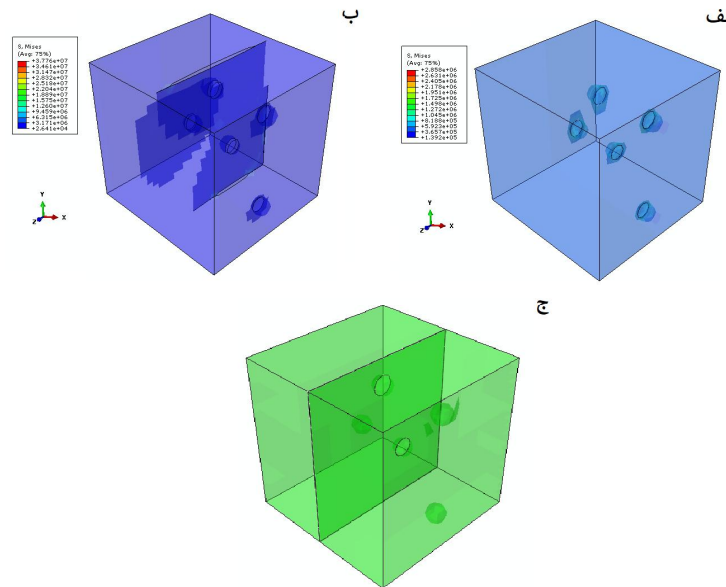 ب
ف
S, Mises
(Avg: 75%)
+3.776e+07
+3.461e+07
+3.147e+07
+2.832e+07
+2.518e+07
+2.204e+07
+1.889e+07
+1.575e+07
+1.260e+07
+9.459e+06
+6.315e+06
+3.171e+06
+2.641e+04
Y
X
Z
S, Mises
(Avg: 75%)
+2.858e+06
+2.631e+06
+2.405e+06
+2.178e+06
+1.951e+06
+1.725e+06
+1.498e+06
+1.272e+06
+1.045e+06
+8.188e+05
+5.923e+05
+3.657e+05
+1.392e+05
Y
X
Z
ج